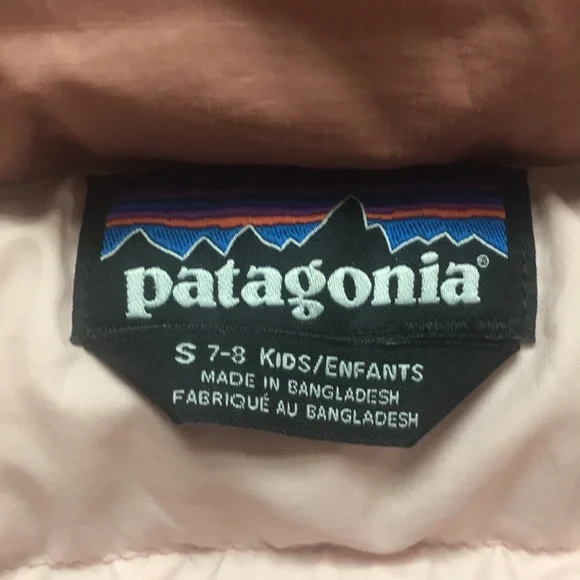 patagonia®
S 7-8 KIDS/ENFANTS
MADE IN BANGLADESH
FABRIQUÉ AU BANGLADESH